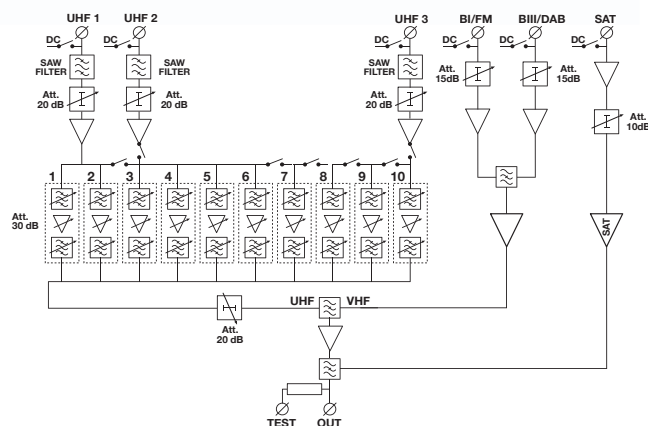 UHF 1 UHF 2 UHF 3 BI/FM BIII/DAB SAT
DC DC DC DC DC DC
SAW FILTER
SAW FILTER
SAW FILTER
Att. 20 dB
Att. 20 dB
Att. 20 dB
Att. 15dB
Att. 15dB
Att. 10dB
1 2 3 4 5 6 7 8 9 10
Att. 30 dB
SAT
UHF VHF
Att. 20 dB
TEST OUT